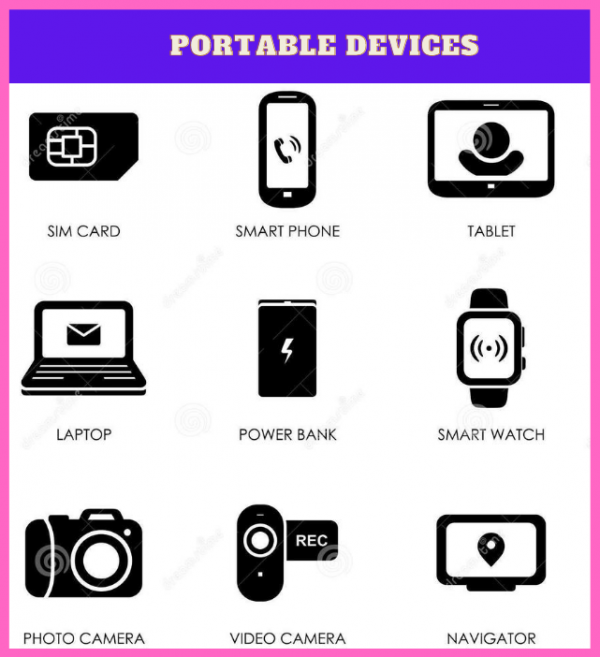 PORTABLE DEVICES
SIM CARD
SMART PHONE
TABLET
LAPTOP
POWER BANK
SMART WATCH
REC
PHOTO CAMERA
VIDEO CAMERA
NAVIGATOR